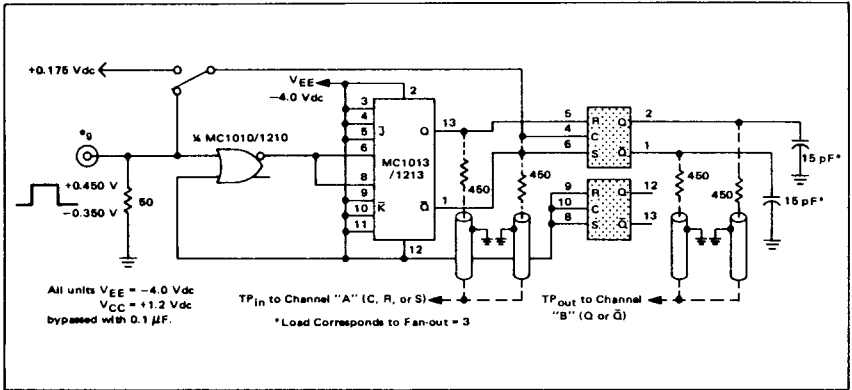 +0.175 Vdc
VEE
−4.0 Vdc
2
3
4
5
6
8
9
10
11
J̅
K̅
Q
Q̅
13
1
12
MC1013
/1213
eg
¼ MC1010/1210
+0.450 V
−0.350 V
50
450
450
5
4
6
R
C
S
Q
Q̅
2
1
15 pF*
9
10
8
R
C
S
Q
Q̅
12
13
450
450
15 pF*
All units VEE = −4.0 Vdc
VCC = +1.2 Vdc
bypassed with 0.1 μF.
TPin to Channel "A" (C, R, or S)
*Load Corresponds to Fan-out = 3
TPout to Channel
"B" (Q or Q̅)